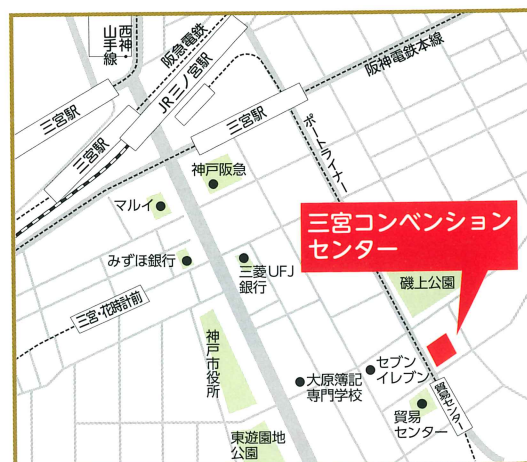 西神・
山手線
阪急電鉄
三宮駅
三宮駅
JR三ノ宮駅
三宮駅
阪神電鉄本線
ポートライナー
神戸阪急
マルイ
三宮コンベンション
センター
みずほ銀行
三菱UFJ
銀行
磯上公園
三宮・花時計前
神戸市役所
セブン
イレブン
大原簿記
専門学校
貿易センター
貿易
センター
東遊園地
公園